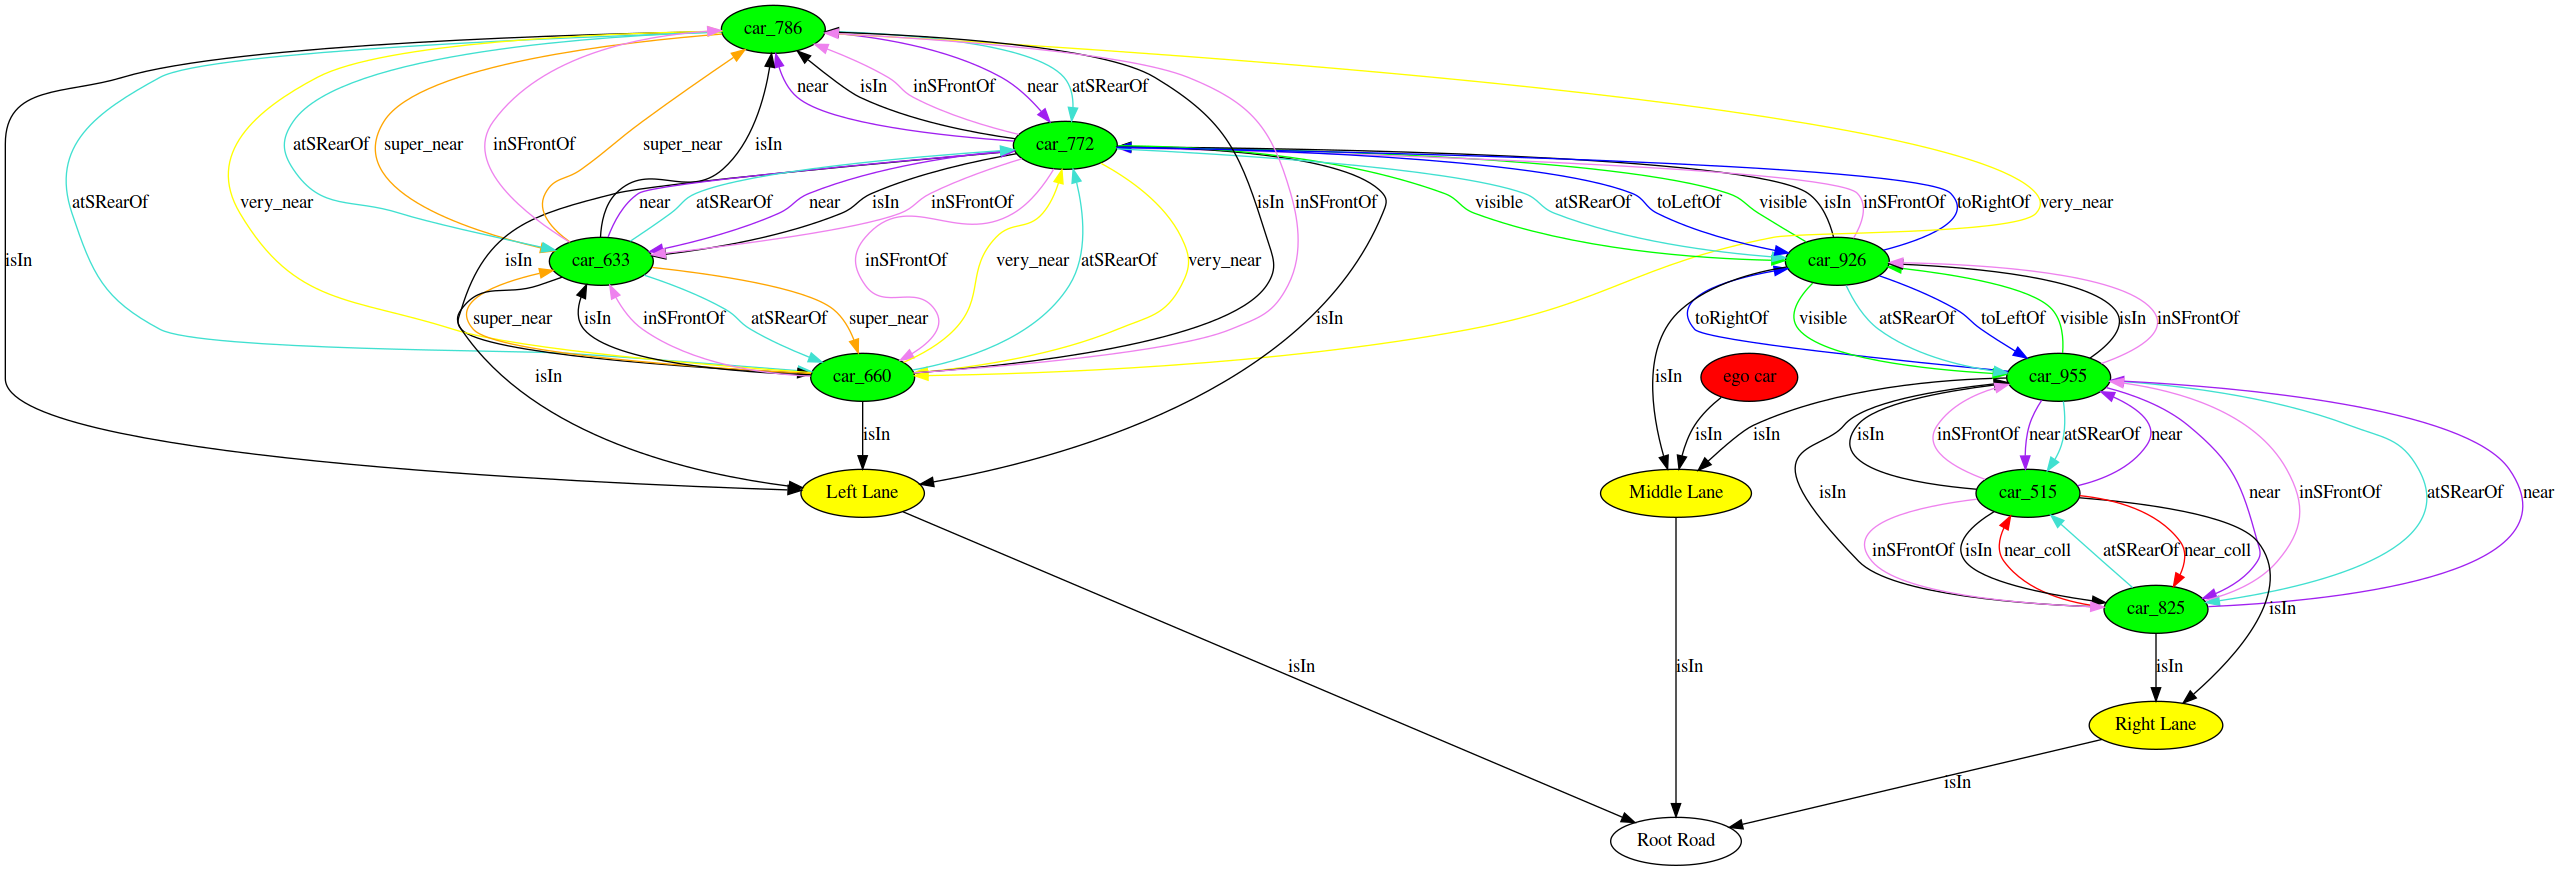 car_786
near
isIn
inSFrontOf
near
atSRearOf
car_772
atSRearOf
super_near
inSFrontOf
super_near
isIn
atSRearOf
very_near
near
atSRearOf
near
isIn
inSFrontOf
isIn
inSFrontOf
visible
atSRearOf
toLeftOf
visible
isIn
inSFrontOf
toRightOf
very_near
isIn
isIn
car_633
inSFrontOf
very_near
atSRearOf
very_near
car_926
super_near
isIn
inSFrontOf
atSRearOf
super_near
isIn
toRightOf
visible
atSRearOf
toLeftOf
visible
isIn
inSFrontOf
isIn
car_660
isIn
ego car
car_955
isIn
isIn
isIn
isIn
inSFrontOf
near
atSRearOf
near
Left Lane
Middle Lane
isIn
car_515
near
inSFrontOf
atSRearOf
near
inSFrontOf
isIn
near_coll
atSRearOf
near_coll
car_825
isIn
isIn
isIn
isIn
Right Lane
isIn
Root Road